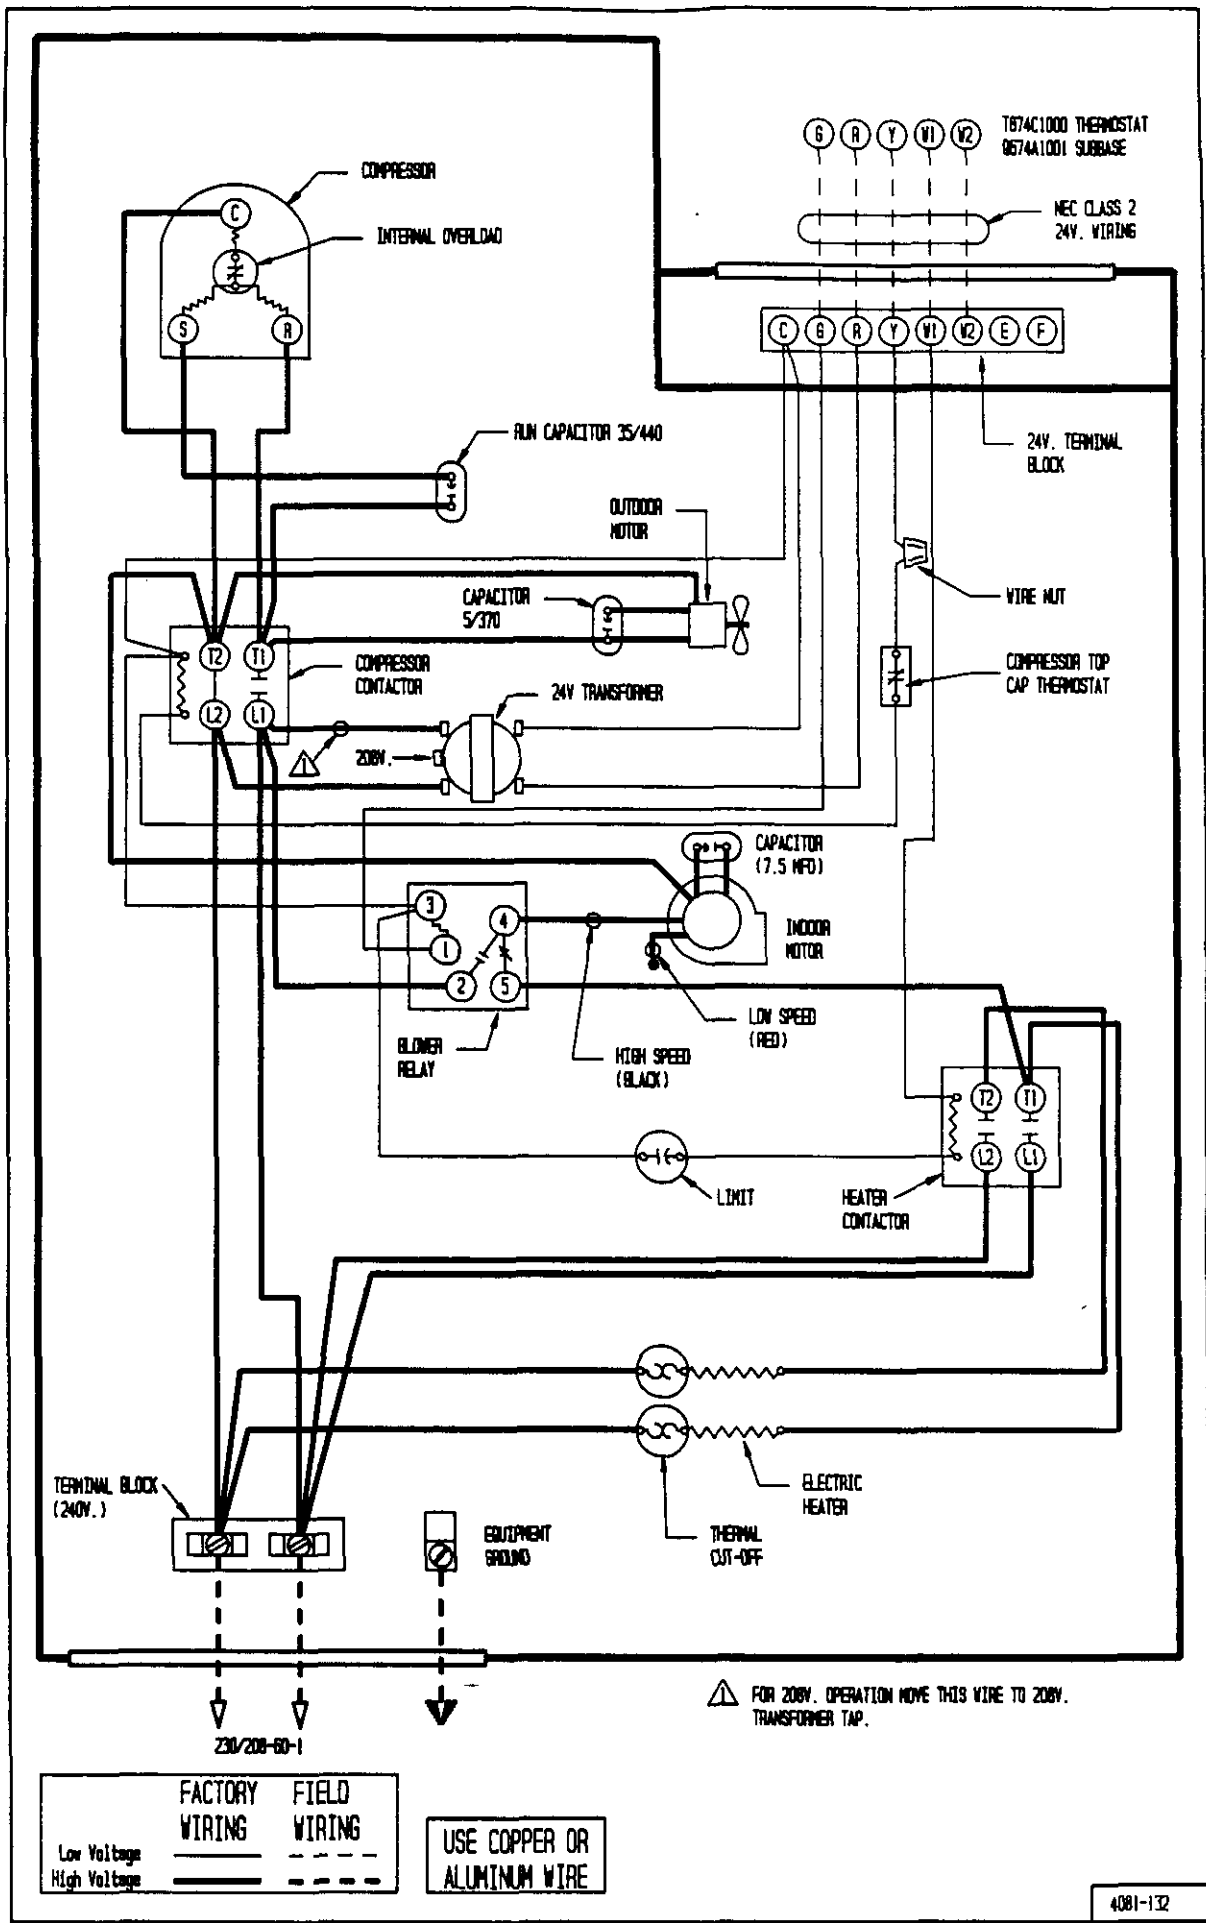 T874C1000 THERMOSTAT
Q674A1001 SUBBASE
G R Y W1 W2
NEC CLASS 2
24V. WIRING
COMPRESSOR
C
INTERNAL OVERLOAD
S R
C G R Y W1 W2 E F
24V. TERMINAL
BLOCK
RUN CAPACITOR 35/440
OUTDOOR
MOTOR
WIRE NUT
CAPACITOR
5/370
COMPRESSOR TOP
CAP THERMOSTAT
T2 T1
L2 L1
COMPRESSOR
CONTACTOR
24V TRANSFORMER
1
208V.
CAPACITOR
(7.5 MFD)
INDOOR
MOTOR
3 4
1
2 5
BLOWER
RELAY
HIGH SPEED
(BLACK)
LOW SPEED
(RED)
T2 T1
L2 L1
LIMIT
HEATER
CONTACTOR
ELECTRIC
HEATER
THERMAL
CUT-OFF
TERMINAL BLOCK
(240V.)
EQUIPMENT
GROUND
230/208-60-1
1 FOR 208V. OPERATION MOVE THIS WIRE TO 208V.
TRANSFORMER TAP.
FACTORY WIRING
FIELD WIRING
Low Voltage
High Voltage
USE COPPER OR
ALUMINUM WIRE
4081-132